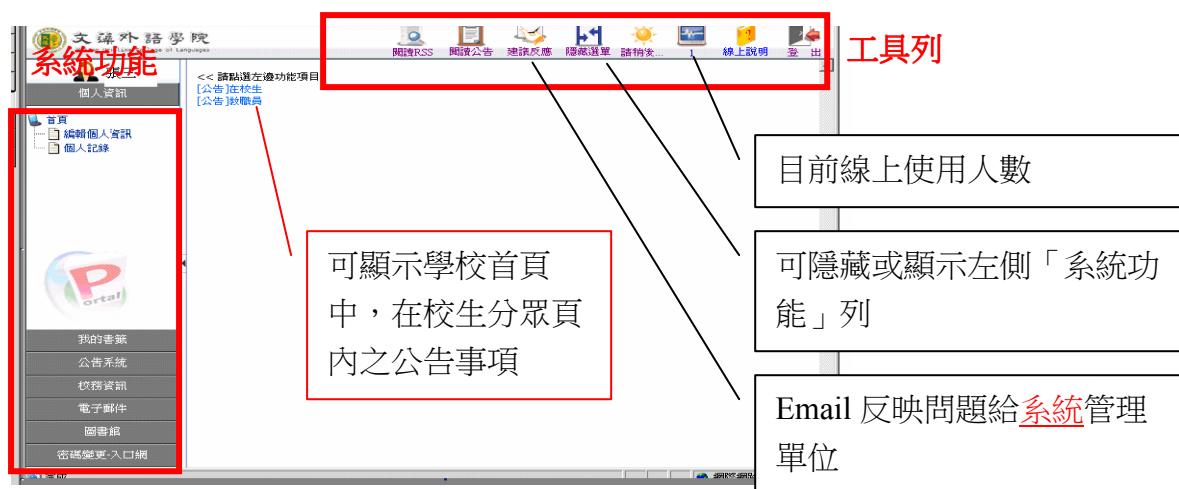 文藻外語學院
閱讀RSS 閱讀公告 建議反應 隱藏選單 請稍後... 1 線上說明 登 出
工具列
系統功能
個人資訊
<< 請點選左邊功能項目
[公告]在校生
[公告]教職員
首頁
編輯個人資訊
個人記錄
目前線上使用人數
可顯示學校首頁
中，在校生分眾頁
內之公告事項
可隱藏或顯示左側「系統功
能」列
Portal
我的書籤
公告系統
校務資訊
電子郵件
圖書館
密碼變更-入口網
Email 反映問題給系統管理
單位